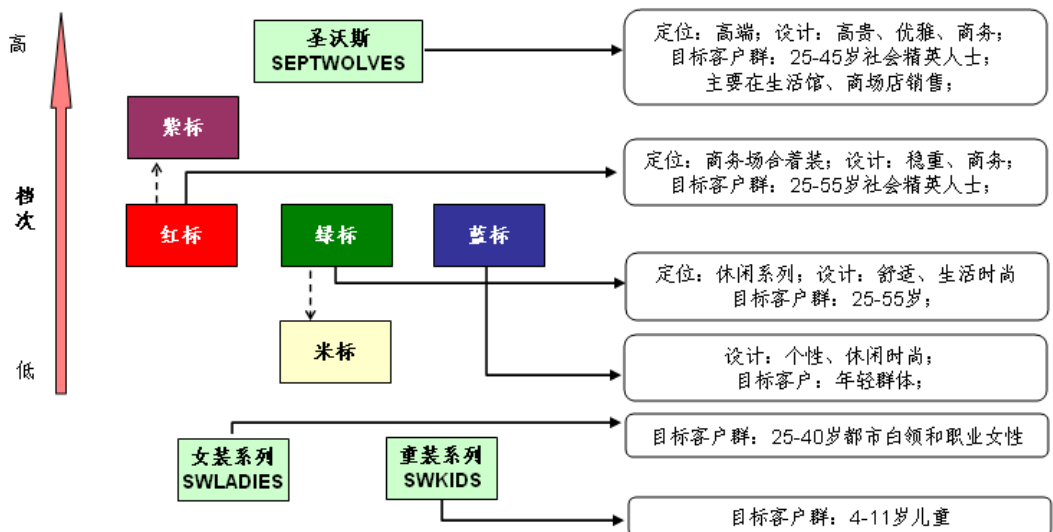 高
档次
低
圣沃斯
SEPTWOLVES
定位：高端；设计：高贵、优雅、商务；
目标客户群：25-45岁社会精英人士；
主要在生活馆、商场店销售；
紫标
定位：商务场合着装；设计：稳重、商务；
目标客户群：25-55岁社会精英人士；
红标
绿标
蓝标
定位：休闲系列；设计：舒适、生活时尚
目标客户群：25-55岁；
米标
设计：个性、休闲时尚；
目标客户：年轻群体；
女装系列
SWLADIES
童装系列
SWKIDS
目标客户群：25-40岁都市白领和职业女性
目标客户群：4-11岁儿童